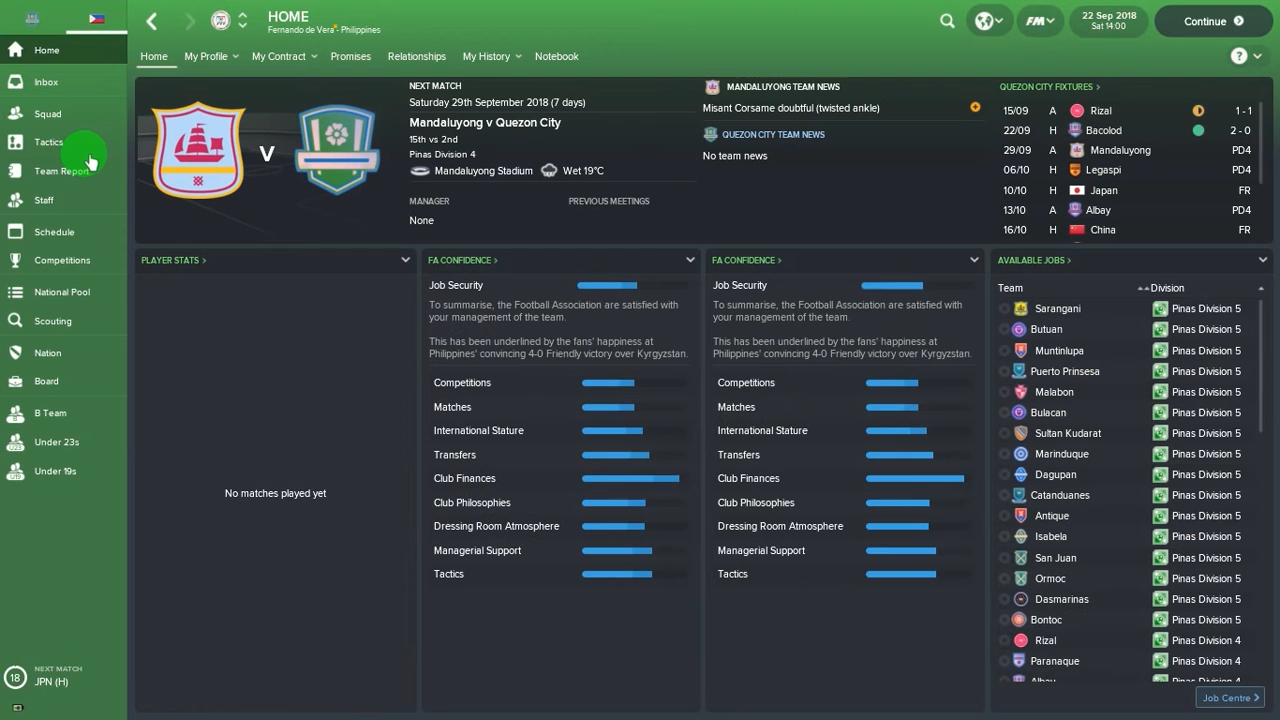 HOME
Fernando de Vera - Philippines
22 Sep 2018
Sat 14:00
Continue
FM
Home
My Profile
My Contract
Promises
Relationships
My History
Notebook
?
Home
Inbox
Squad
Tactics
Team Report
Staff
Schedule
Competitions
National Pool
Scouting
Nation
Board
B Team
Under 23s
Under 19s
18
NEXT MATCH
JPN (H)
V
NEXT MATCH
Saturday 29th September 2018 (7 days)
Mandaluyong v Quezon City
15th vs 2nd
Pinas Division 4
Mandaluyong Stadium Wet 19°C
MANAGER PREVIOUS MEETINGS
None
MANDALUYONG TEAM NEWS
Misant Corsame doubtful (twisted ankle)
QUEZON CITY TEAM NEWS
No team news
QUEZON CITY FIXTURES >
15/09 A Rizal 1 - 1
22/09 H Bacolod 2 - 0
29/09 A Mandaluyong PD4
06/10 H Legaspi PD4
10/10 H Japan FR
13/10 A Albay PD4
16/10 H China FR
PLAYER STATS >
No matches played yet
FA CONFIDENCE >
Job Security
To summarise, the Football Association are satisfied with
your management of the team.
This has been underlined by the fans' happiness at
Philippines' convincing 4-0 Friendly victory over Kyrgyzstan.
Competitions
Matches
International Stature
Transfers
Club Finances
Club Philosophies
Dressing Room Atmosphere
Managerial Support
Tactics
FA CONFIDENCE >
Job Security
To summarise, the Football Association are satisfied with
your management of the team.
This has been underlined by the fans' happiness at
Philippines' convincing 4-0 Friendly victory over Kyrgyzstan.
Competitions
Matches
International Stature
Transfers
Club Finances
Club Philosophies
Dressing Room Atmosphere
Managerial Support
Tactics
AVAILABLE JOBS >
Team Division
Sarangani Pinas Division 5
Butuan Pinas Division 5
Muntinlupa Pinas Division 5
Puerto Prinsesa Pinas Division 5
Malabon Pinas Division 5
Bulacan Pinas Division 5
Sultan Kudarat Pinas Division 5
Marinduque Pinas Division 5
Dagupan Pinas Division 5
Catanduanes Pinas Division 5
Antique Pinas Division 5
Isabela Pinas Division 5
San Juan Pinas Division 5
Ormoc Pinas Division 5
Dasmarinas Pinas Division 5
Bontoc Pinas Division 5
Rizal Pinas Division 4
Paranaque Pinas Division 4
Albay Pinas Division 4
Job Centre >